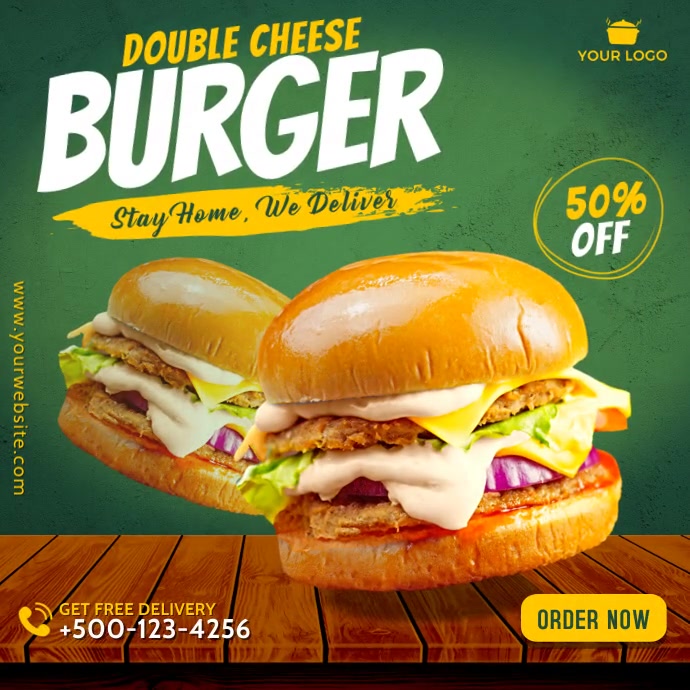 DOUBLE CHEESE
BURGER
Stay Home, We Deliver
YOUR LOGO
50%
OFF
www.yourwebsite.com
GET FREE DELIVERY
+500-123-4256
ORDER NOW